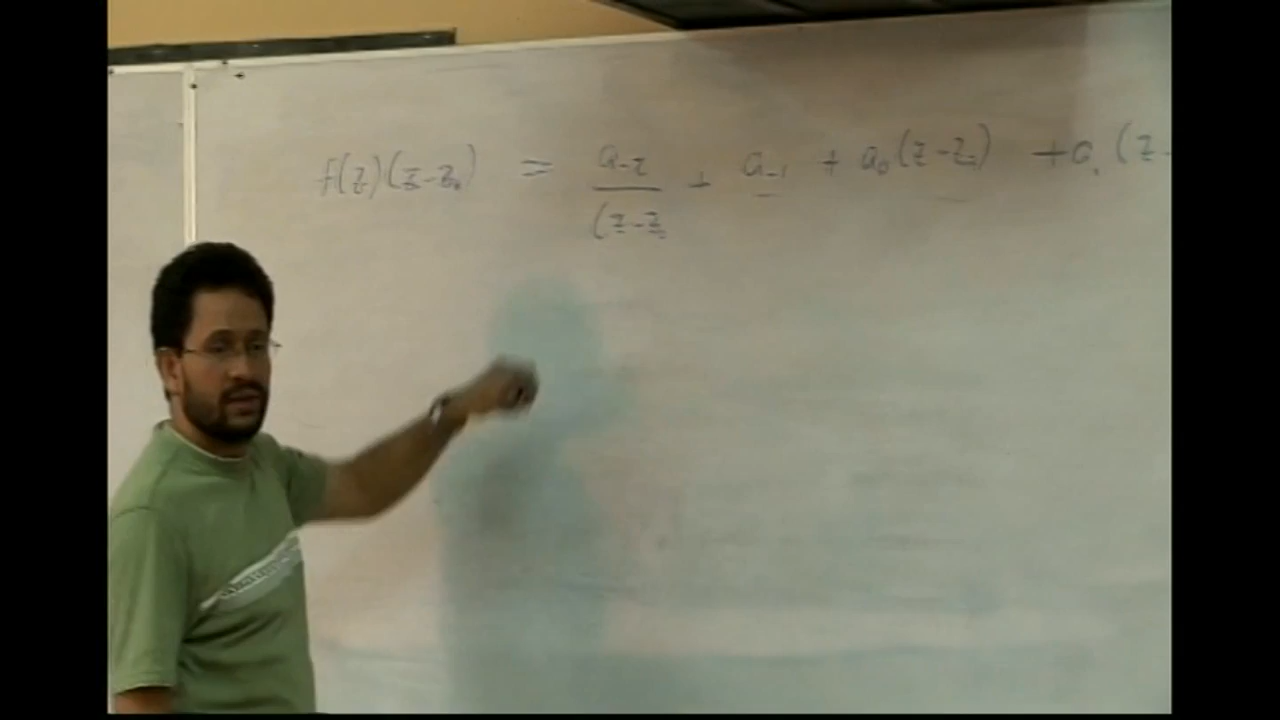 f(z)(z-z₀) = a₋₂/(z-z₀ + a₋₁ + a₀(z-z₀) + a₁(z-